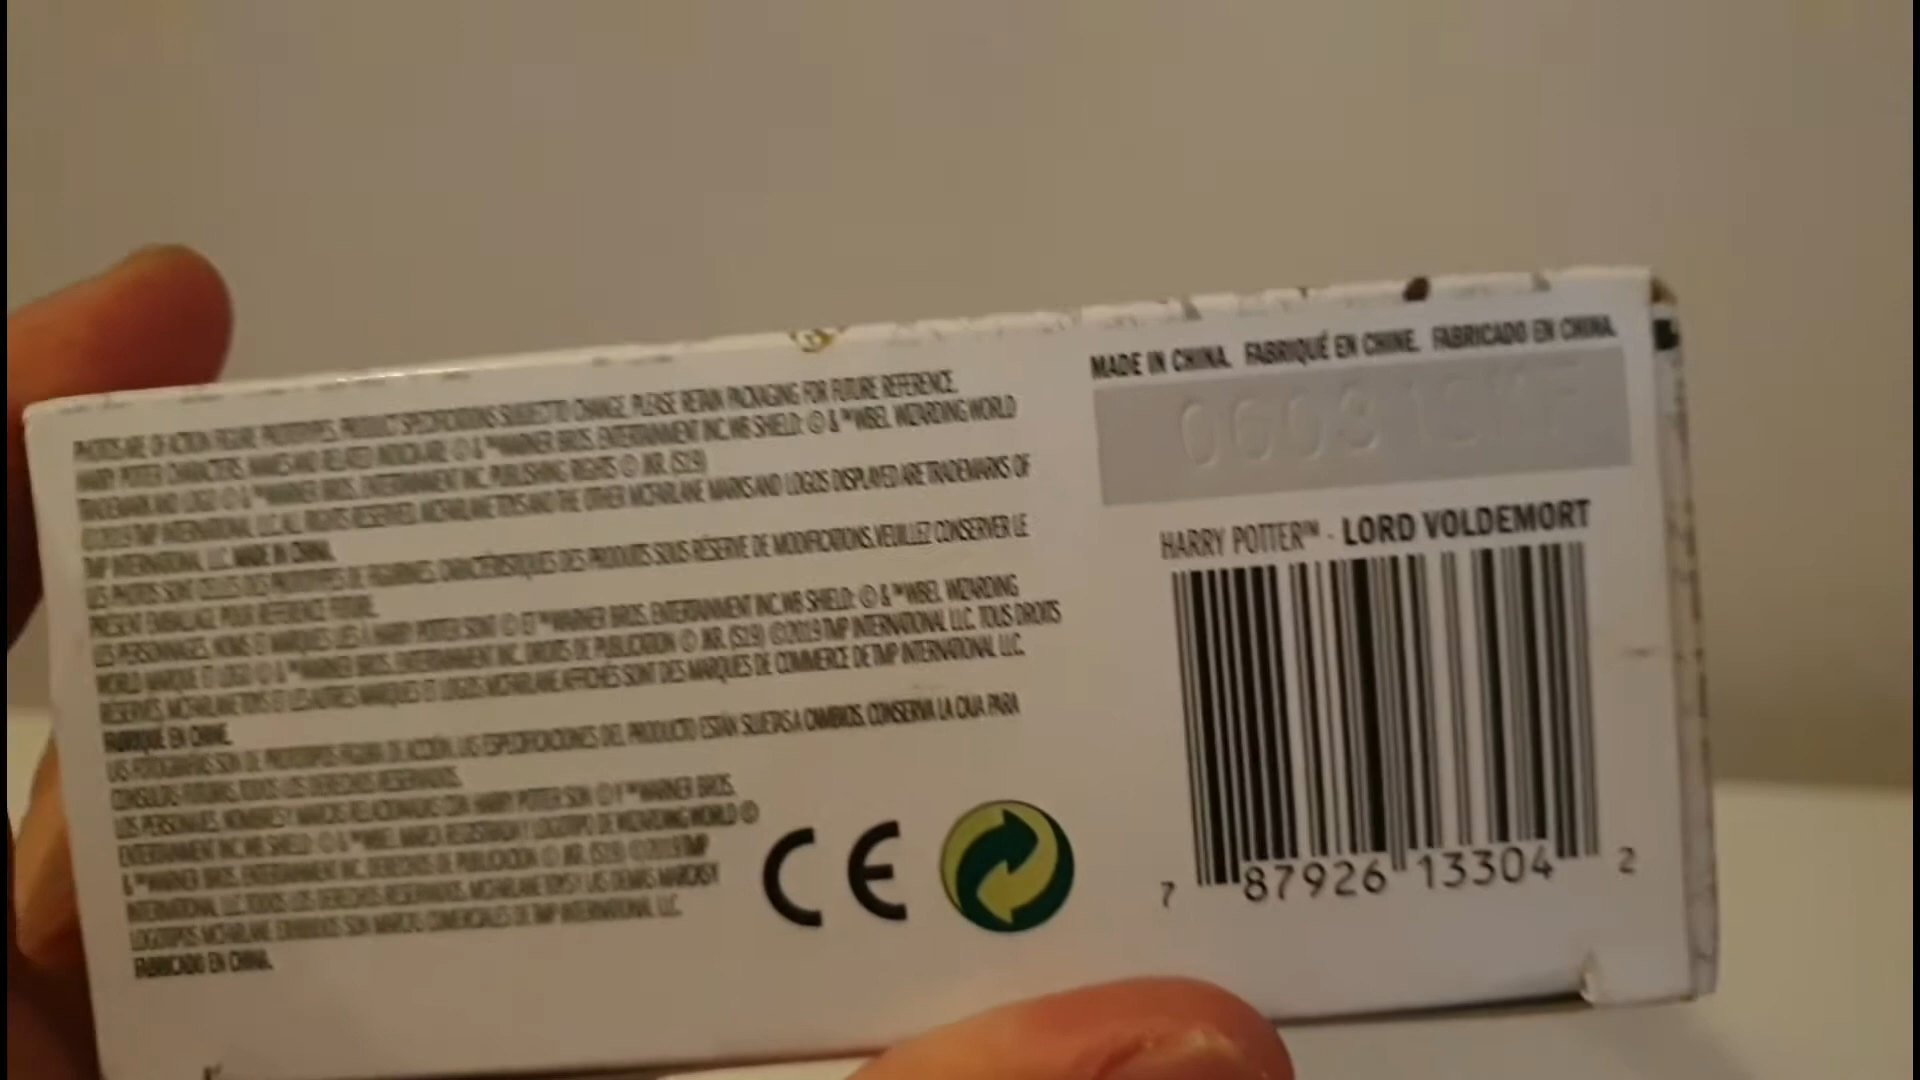 PHOTOS ARE OF ACTION FIGURE PROTOTYPES. PRODUCT SPECIFICATIONS SUBJECT TO CHANGE. PLEASE RETAIN PACKAGING FOR FUTURE REFERENCE.
HARRY POTTER CHARACTERS, NAMES AND RELATED INDICIA ARE © & ™ WARNER BROS. ENTERTAINMENT INC. WB SHIELD: © & ™ WBEI. WIZARDING WORLD
TRADEMARK AND LOGO © & ™ WARNER BROS. ENTERTAINMENT INC. PUBLISHING RIGHTS © JKR. (S19)
©2019 TMP INTERNATIONAL, LLC. ALL RIGHTS RESERVED. MCFARLANE TOYS AND THE OTHER MCFARLANE MARKS AND LOGOS DISPLAYED ARE TRADEMARKS OF
TMP INTERNATIONAL, LLC. MADE IN CHINA.
LES PHOTOS SONT CELLES DES PROTOTYPES DE FIGURINES. CARACTÉRISTIQUES DES PRODUITS SOUS RÉSERVE DE MODIFICATIONS. VEUILLEZ CONSERVER LE
PRÉSENT EMBALLAGE POUR RÉFÉRENCE FUTURE.
LES PERSONNAGES, NOMS ET MARQUES LIÉS À HARRY POTTER SONT © ET ™ WARNER BROS. ENTERTAINMENT INC. WB SHIELD: © & ™ WBEI. WIZARDING
WORLD MARQUE ET LOGO © & ™ WARNER BROS. ENTERTAINMENT INC. DROITS DE PUBLICATION © JKR. (S19) ©2019 TMP INTERNATIONAL, LLC. TOUS DROITS
RÉSERVÉS. MCFARLANE TOYS ET LES AUTRES MARQUES ET LOGOS MCFARLANE AFFICHÉS SONT DES MARQUES DE COMMERCE DE TMP INTERNATIONAL, LLC.
FABRIQUÉ EN CHINE.
LAS FOTOGRAFÍAS SON DE PROTOTIPOS FIGURA DE ACCIÓN. LAS ESPECIFICACIONES DEL PRODUCTO ESTÁN SUJETAS A CAMBIOS. CONSERVA LA CAJA PARA
CONSULTAS FUTURAS. TODOS LOS DERECHOS RESERVADOS.
LOS PERSONAJES, NOMBRES Y MARCAS RELACIONADAS CON HARRY POTTER SON © Y ™ WARNER BROS.
ENTERTAINMENT INC. WB SHIELD: © & ™ WBEI. MARCA REGISTRADA Y LOGOTIPO DE WIZARDING WORLD ©
& ™ WARNER BROS. ENTERTAINMENT INC. DERECHOS DE PUBLICACIÓN © JKR. (S19) ©2019 TMP
INTERNATIONAL, LLC. TODOS LOS DERECHOS RESERVADOS. MCFARLANE TOYS Y LAS DEMÁS MARCAS Y
LOGOTIPOS MCFARLANE EXHIBIDOS SON MARCAS COMERCIALES DE TMP INTERNATIONAL, LLC.
FABRICADO EN CHINA.
CE
MADE IN CHINA. FABRIQUÉ EN CHINE. FABRICADO EN CHINA.
HARRY POTTER™ - LORD VOLDEMORT
7 87926 13304 2